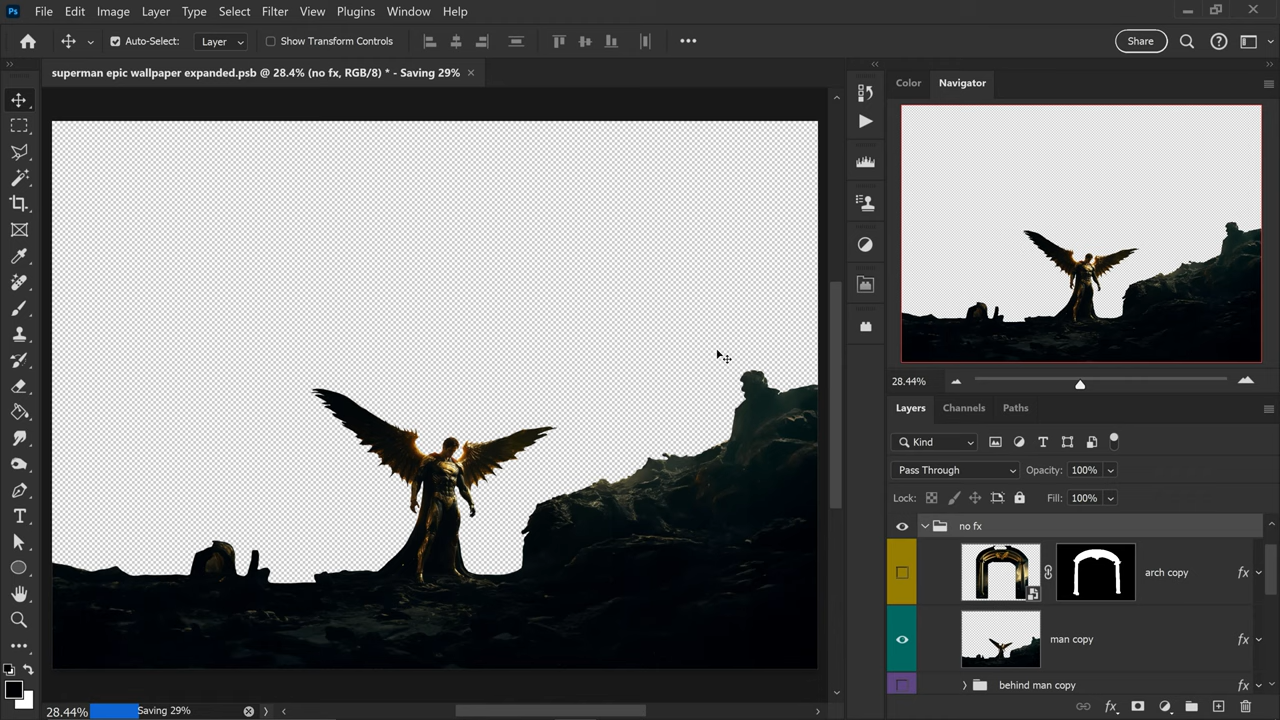 Ps File Edit Image Layer Type Select Filter View Plugins Window Help
Auto-Select: Layer Show Transform Controls Share
superman epic wallpaper expanded.psb @ 28.4% (no fx, RGB/8) * - Saving 29%
Color Navigator
28.44%
Layers Channels Paths
Kind
Pass Through Opacity: 100%
Lock: Fill: 100%
no fx
arch copy fx
man copy fx
behind man copy fx
28.44% Saving 29%
fx